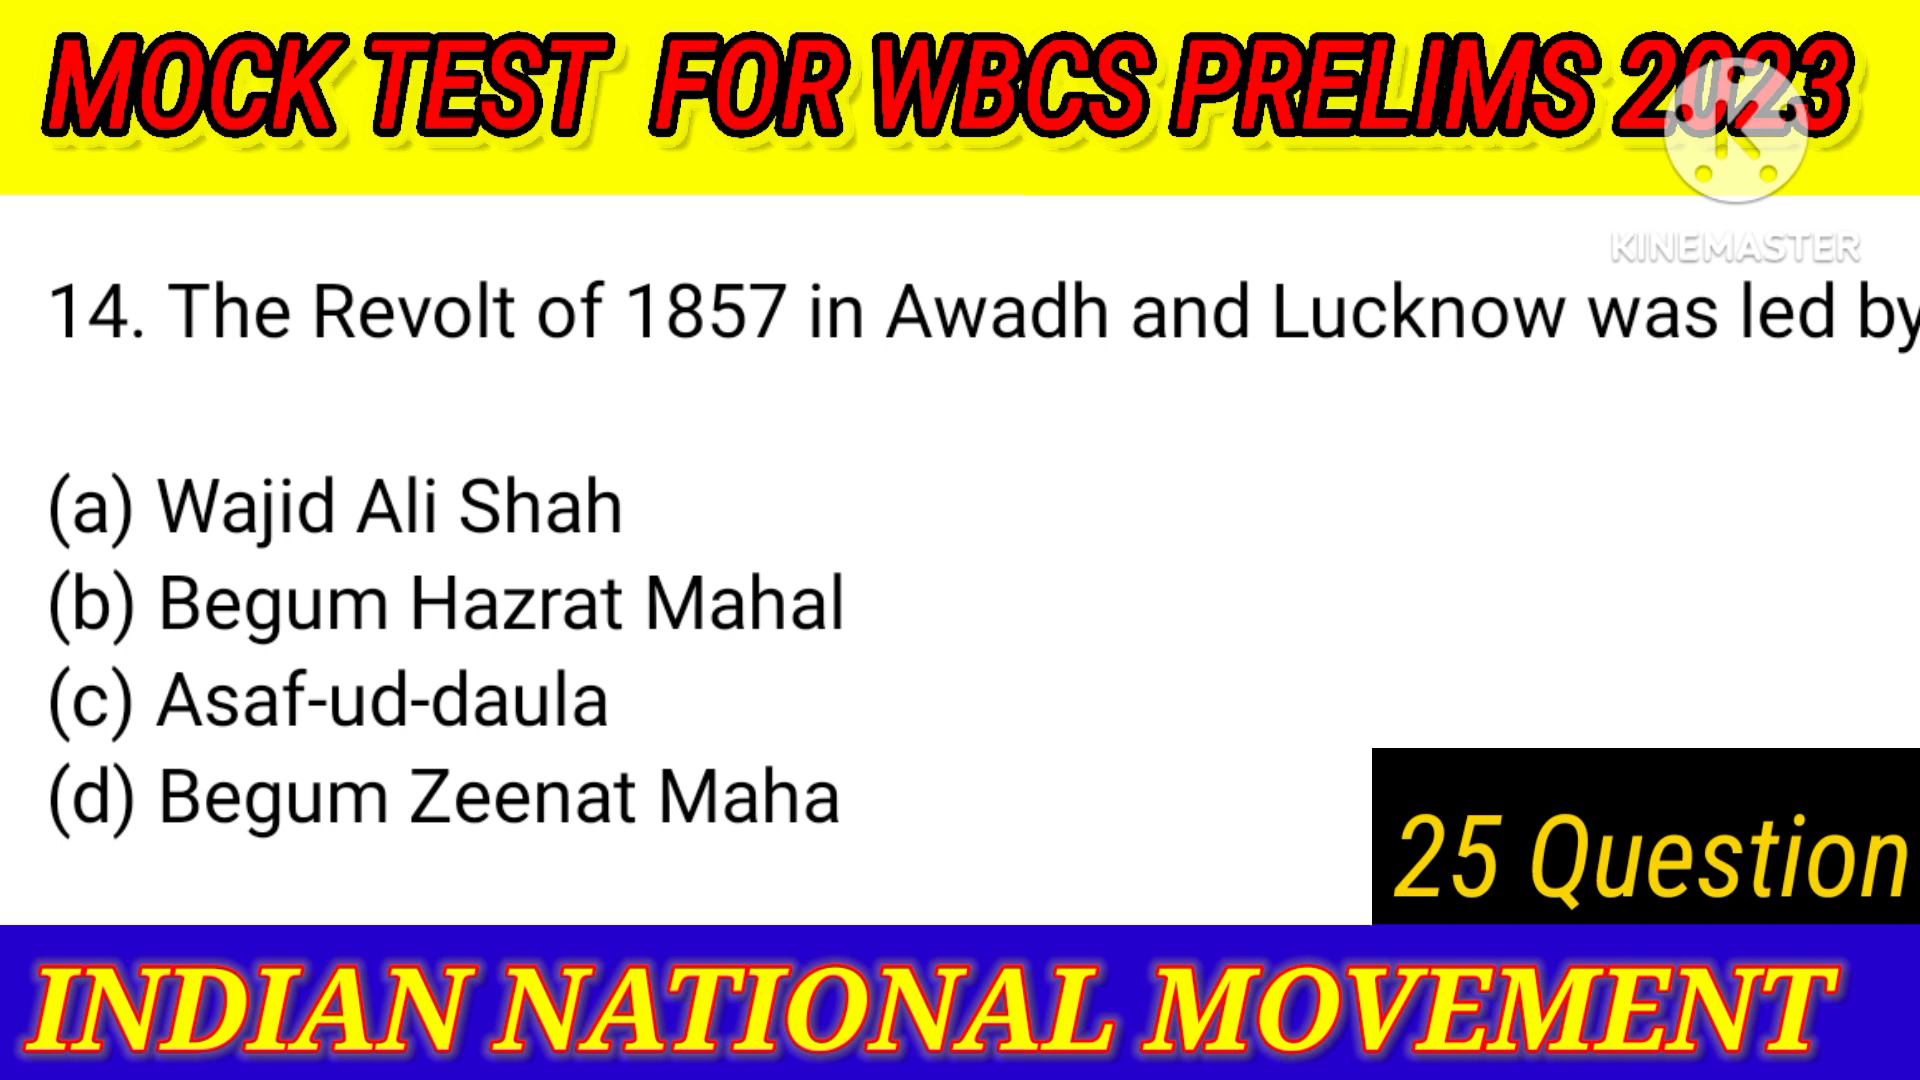 MOCK TEST FOR WBCS PRELIMS 2023
KINEMASTER
14. The Revolt of 1857 in Awadh and Lucknow was led by
(a) Wajid Ali Shah
(b) Begum Hazrat Mahal
(c) Asaf-ud-daula
(d) Begum Zeenat Maha
25 Question
INDIAN NATIONAL MOVEMENT